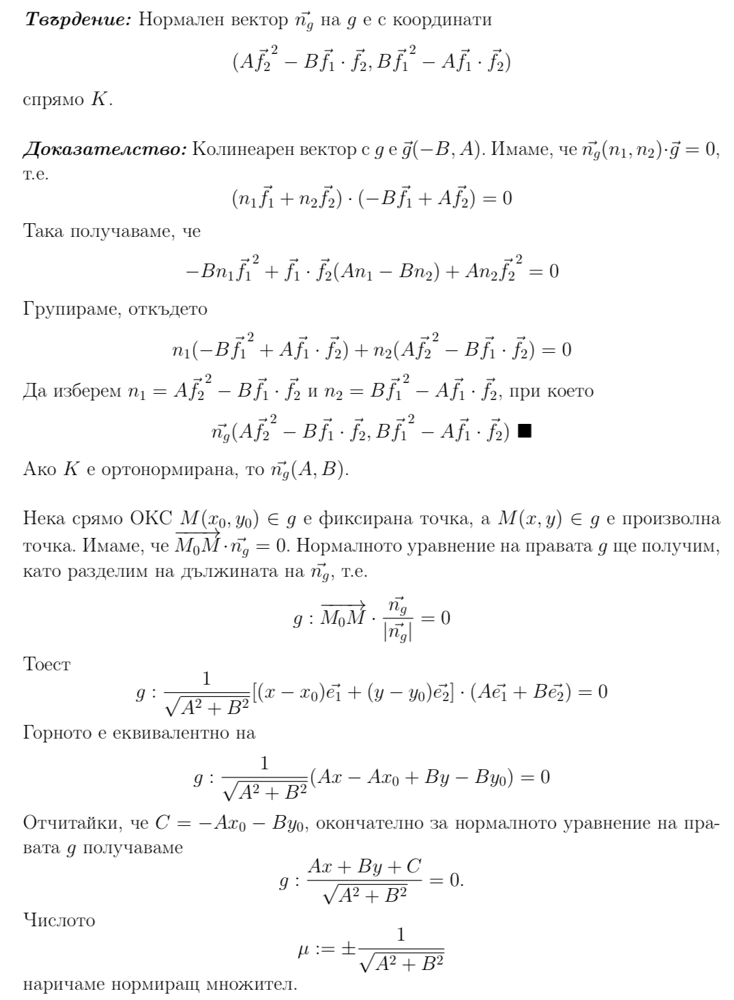 Твърдение: Нормален вектор $\vec{n_g}$ на $g$ е с координати
$(A\vec{f_2}^2 - B\vec{f_1} \cdot \vec{f_2}, B\vec{f_1}^2 - A\vec{f_1} \cdot \vec{f_2})$
спрямо $K$.
Доказателство: Колинеарен вектор с $g$ е $\vec{g}(-B, A)$. Имаме, че $\vec{n_g}(n_1, n_2) \cdot \vec{g} = 0$,
т.е.
$(n_1\vec{f_1} + n_2\vec{f_2}) \cdot (-B\vec{f_1} + A\vec{f_2}) = 0$
Така получаваме, че
$-Bn_1\vec{f_1}^2 + \vec{f_1} \cdot \vec{f_2}(An_1 - Bn_2) + An_2\vec{f_2}^2 = 0$
Групираме, откъдето
$n_1(-B\vec{f_1}^2 + A\vec{f_1} \cdot \vec{f_2}) + n_2(A\vec{f_2}^2 - B\vec{f_1} \cdot \vec{f_2}) = 0$
Да изберем $n_1 = A\vec{f_2}^2 - B\vec{f_1} \cdot \vec{f_2}$ и $n_2 = B\vec{f_1}^2 - A\vec{f_1} \cdot \vec{f_2}$, при което
$\vec{n_g}(A\vec{f_2}^2 - B\vec{f_1} \cdot \vec{f_2}, B\vec{f_1}^2 - A\vec{f_1} \cdot \vec{f_2})$ ■
Ако $K$ е ортонормирана, то $\vec{n_g}(A, B)$.
Нека срямо ОКС $M(x_0, y_0) \in g$ е фиксирана точка, а $M(x, y) \in g$ е произволна
точка. Имаме, че $\overrightarrow{M_0M} \cdot \vec{n_g} = 0$. Нормалното уравнение на правата $g$ ще получим,
като разделим на дължината на $\vec{n_g}$, т.е.
$g : \overrightarrow{M_0M} \cdot \frac{\vec{n_g}}{|\vec{n_g}|} = 0$
Тоест
$g : \frac{1}{\sqrt{A^2 + B^2}}[(x - x_0)\vec{e_1} + (y - y_0)\vec{e_2}] \cdot (A\vec{e_1} + B\vec{e_2}) = 0$
Горното е еквивалентно на
$g : \frac{1}{\sqrt{A^2 + B^2}}(Ax - Ax_0 + By - By_0) = 0$
Отчитайки, че $C = -Ax_0 - By_0$, окончателно за нормалното уравнение на пра-
вата $g$ получаваме
$g : \frac{Ax + By + C}{\sqrt{A^2 + B^2}} = 0.$
Числото
$\mu := \pm\frac{1}{\sqrt{A^2 + B^2}}$
наричаме нормиращ множител.